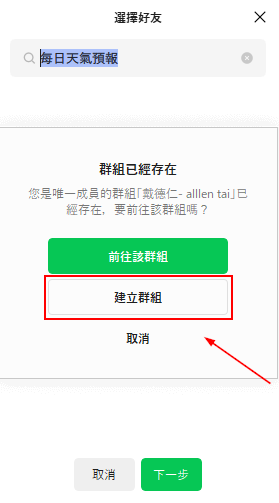 選擇好友
每日天氣預報
群組已經存在
您是唯一成員的群組「戴德仁- alllen tai」已
經存在，要前往該群組嗎？
前往該群組
建立群組
取消
取消
下一步